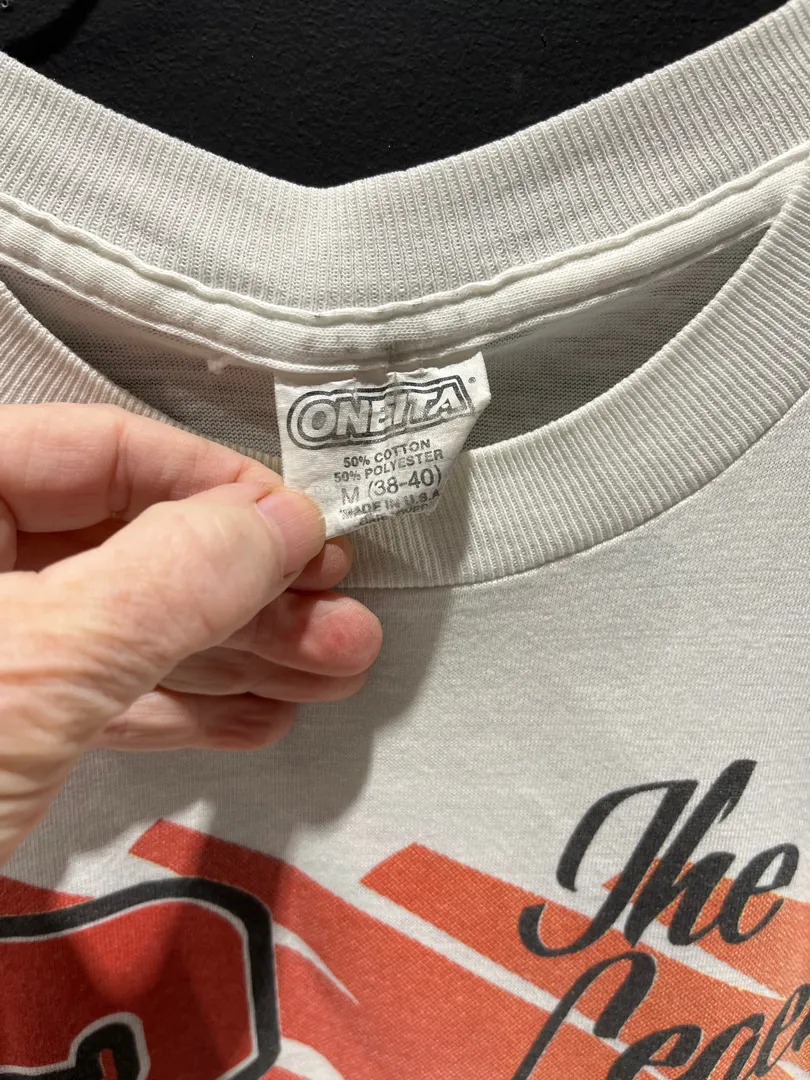 ONEITA®
50% COTTON
50% POLYESTER
M (38-40)
MADE IN U.S.A
The